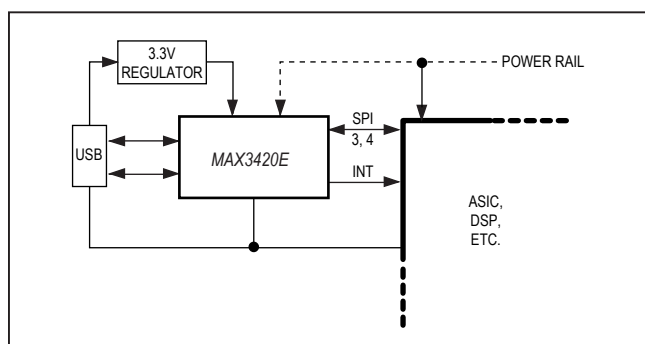 3.3V
REGULATOR
POWER RAIL
SPI
3, 4
USB
MAX3420E
INT
ASIC,
DSP,
ETC.